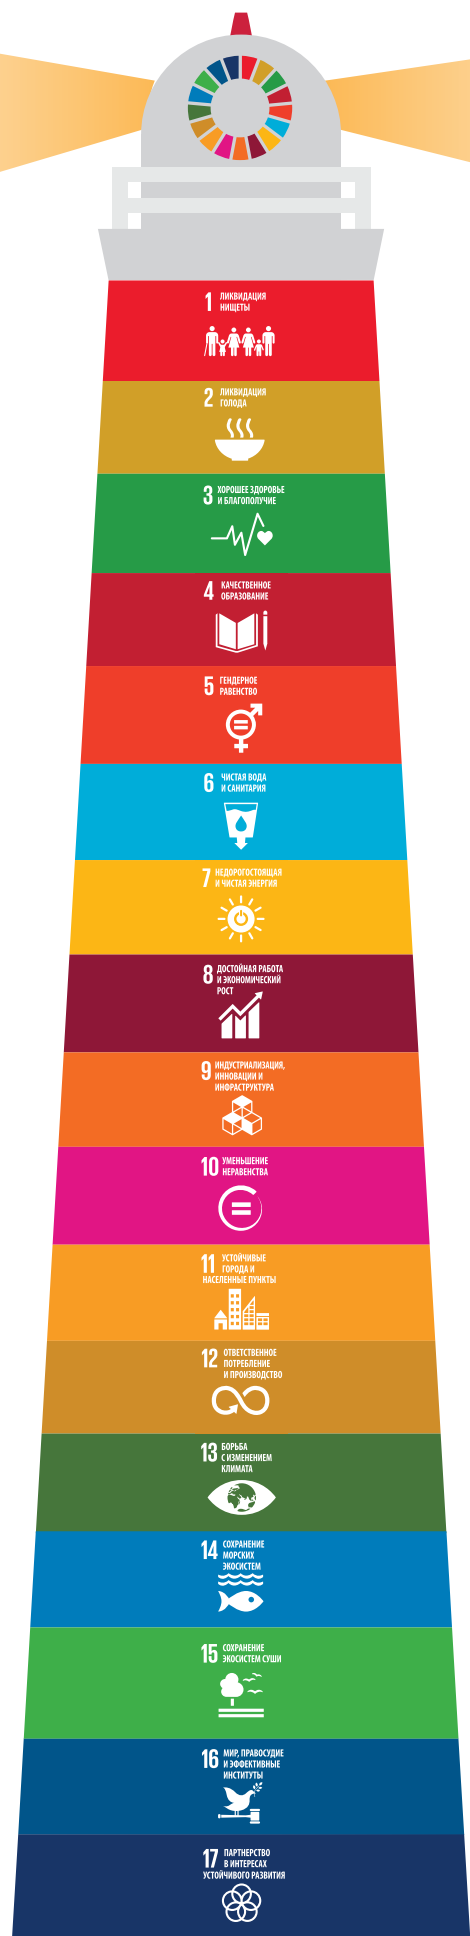 1 ЛИКВИДАЦИЯ
НИЩЕТЫ
2 ЛИКВИДАЦИЯ
ГОЛОДА
3 ХОРОШЕЕ ЗДОРОВЬЕ
И БЛАГОПОЛУЧИЕ
4 КАЧЕСТВЕННОЕ
ОБРАЗОВАНИЕ
5 ГЕНДЕРНОЕ
РАВЕНСТВО
6 ЧИСТАЯ ВОДА
И САНИТАРИЯ
7 НЕДОРОГОСТОЯЩАЯ
И ЧИСТАЯ ЭНЕРГИЯ
8 ДОСТОЙНАЯ РАБОТА
И ЭКОНОМИЧЕСКИЙ
РОСТ
9 ИНДУСТРИАЛИЗАЦИЯ,
ИННОВАЦИИ И
ИНФРАСТРУКТУРА
10 УМЕНЬШЕНИЕ
НЕРАВЕНСТВА
11 УСТОЙЧИВЫЕ
ГОРОДА И
НАСЕЛЕННЫЕ ПУНКТЫ
12 ОТВЕТСТВЕННОЕ
ПОТРЕБЛЕНИЕ
И ПРОИЗВОДСТВО
13 БОРЬБА
С ИЗМЕНЕНИЕМ
КЛИМАТА
14 СОХРАНЕНИЕ
МОРСКИХ
ЭКОСИСТЕМ
15 СОХРАНЕНИЕ
ЭКОСИСТЕМ СУШИ
16 МИР, ПРАВОСУДИЕ
И ЭФФЕКТИВНЫЕ
ИНСТИТУТЫ
17 ПАРТНЕРСТВО
В ИНТЕРЕСАХ
УСТОЙЧИВОГО РАЗВИТИЯ